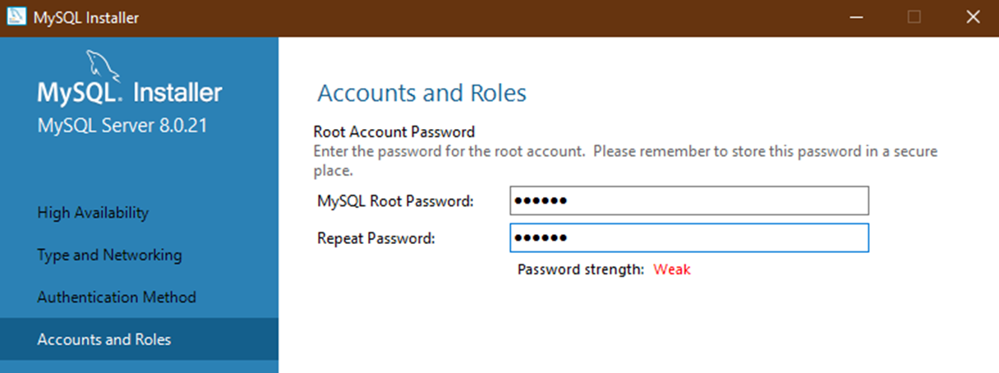 MySQL Installer
MySQL. Installer
MySQL Server 8.0.21
High Availability
Type and Networking
Authentication Method
Accounts and Roles
Accounts and Roles
Root Account Password
Enter the password for the root account. Please remember to store this password in a secure
place.
MySQL Root Password: ●●●●●●
Repeat Password: ●●●●●●
Password strength: Weak